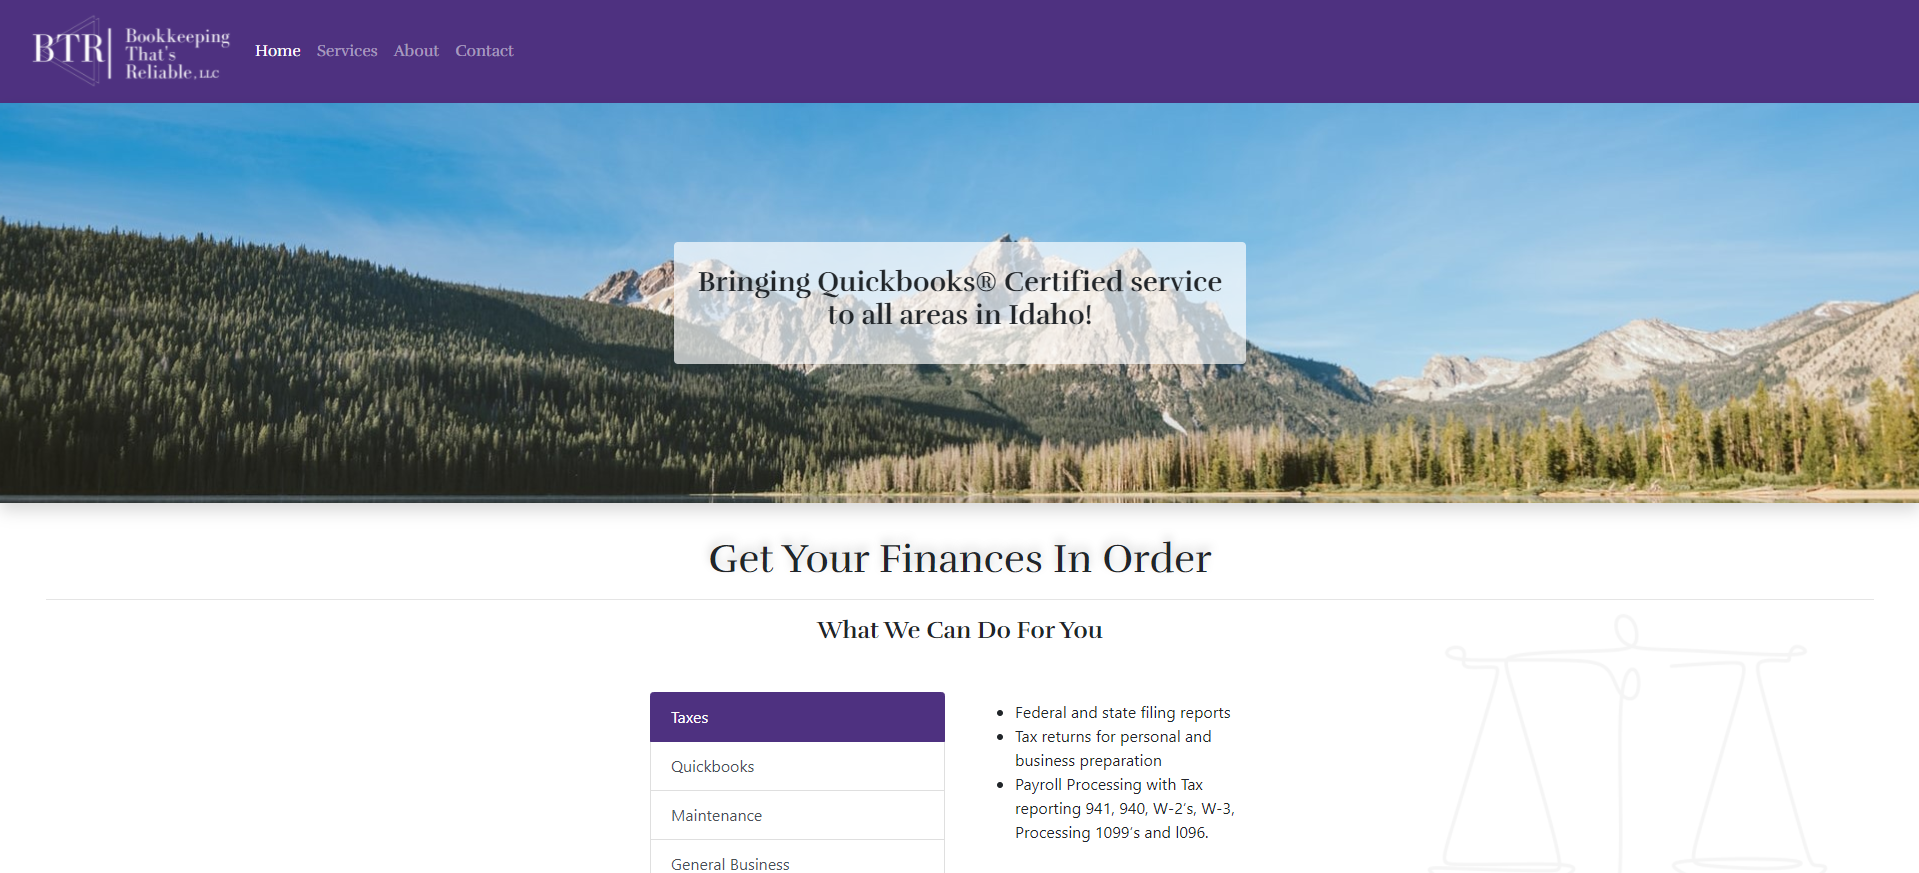 BTR
Bookkeeping
That's
Reliable, LLC
Home Services About Contact
Bringing Quickbooks® Certified service
to all areas in Idaho!
Get Your Finances In Order
What We Can Do For You
Taxes
Quickbooks
Maintenance
General Business
Federal and state filing reports
Tax returns for personal and
business preparation
Payroll Processing with Tax
reporting 941, 940, W-2's, W-3,
Processing 1099's and l096.